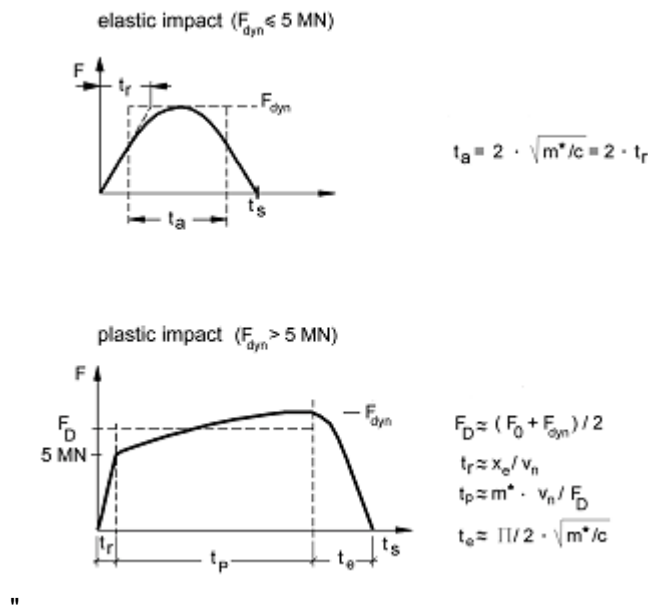 elastic impact (F_dyn ≤ 5 MN)
F
t_r
F_dyn
t_a = 2 · √m*/c = 2 · t_r
t_s
t_a
plastic impact (F_dyn > 5 MN)
F
F_dyn
F_D
5 MN
F_D ≈ (F_0 + F_dyn) / 2
t_r ≈ x_e / v_n
t_p ≈ m* · v_n / F_D
t_e ≈ Π/2 · √m*/c
t_r
t_p
t_e
t_s
"